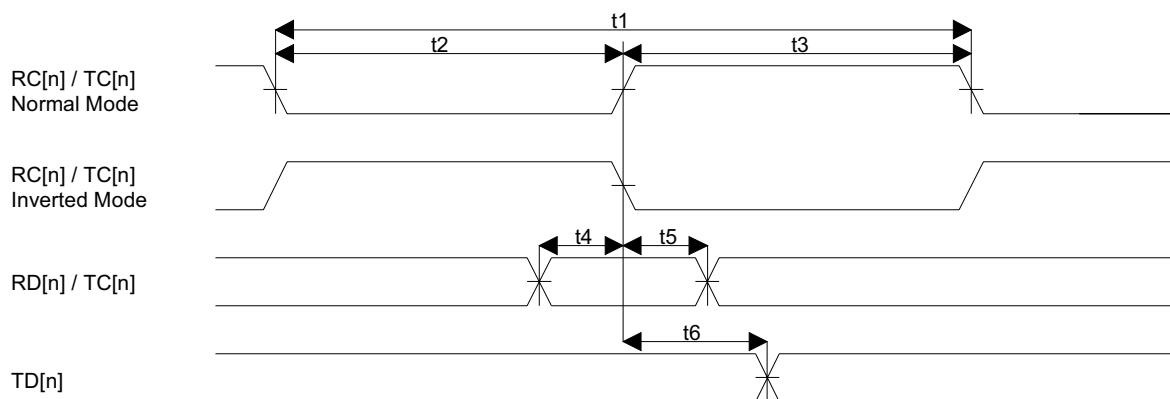 t1
t2
t3
RC[n] / TC[n]
Normal Mode
RC[n] / TC[n]
Inverted Mode
t4
t5
RD[n] / TC[n]
t6
TD[n]